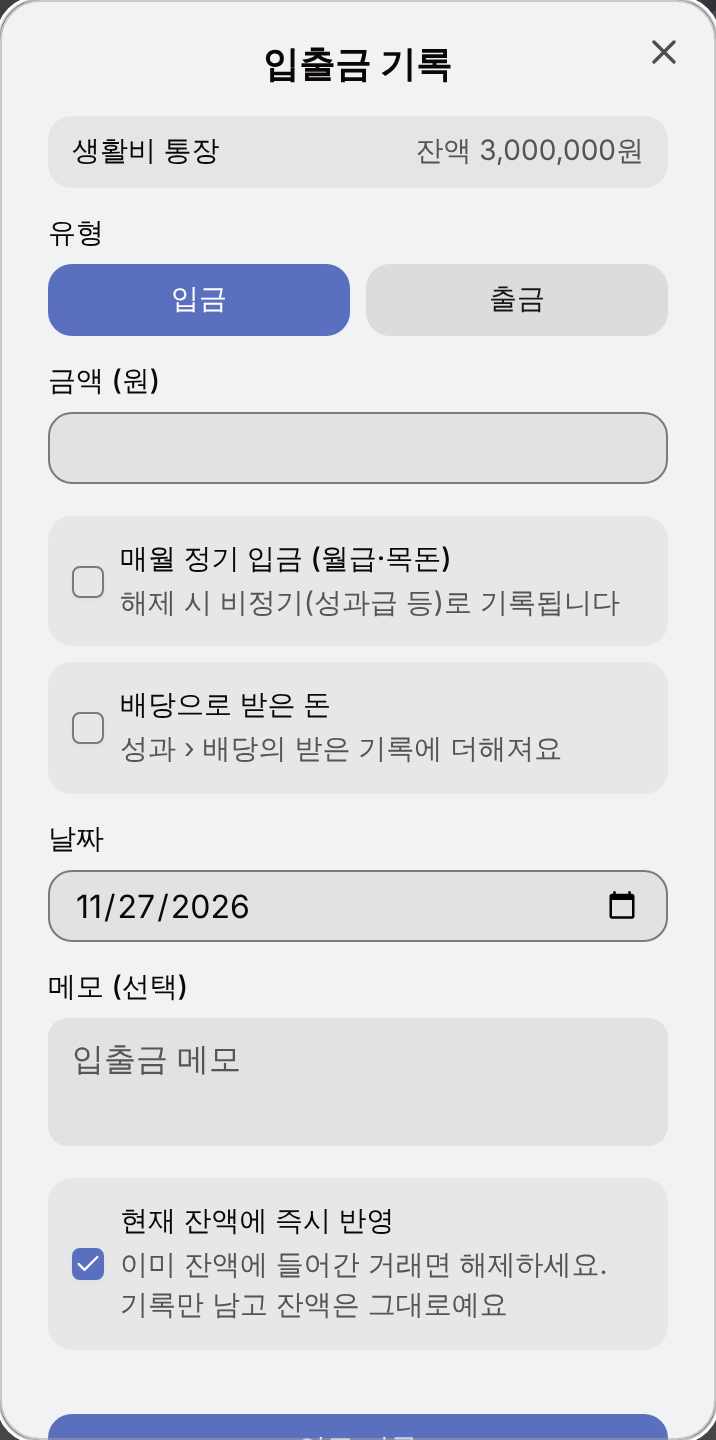 입출금 기록
생활비 통장 잔액 3,000,000원
유형
입금 출금
금액 (원)
매월 정기 입금 (월급·목돈)
해제 시 비정기(성과급 등)로 기록됩니다
배당으로 받은 돈
성과 › 배당의 받은 기록에 더해져요
날짜
11/27/2026
메모 (선택)
입출금 메모
현재 잔액에 즉시 반영
이미 잔액에 들어간 거래면 해제하세요.
기록만 남고 잔액은 그대로예요